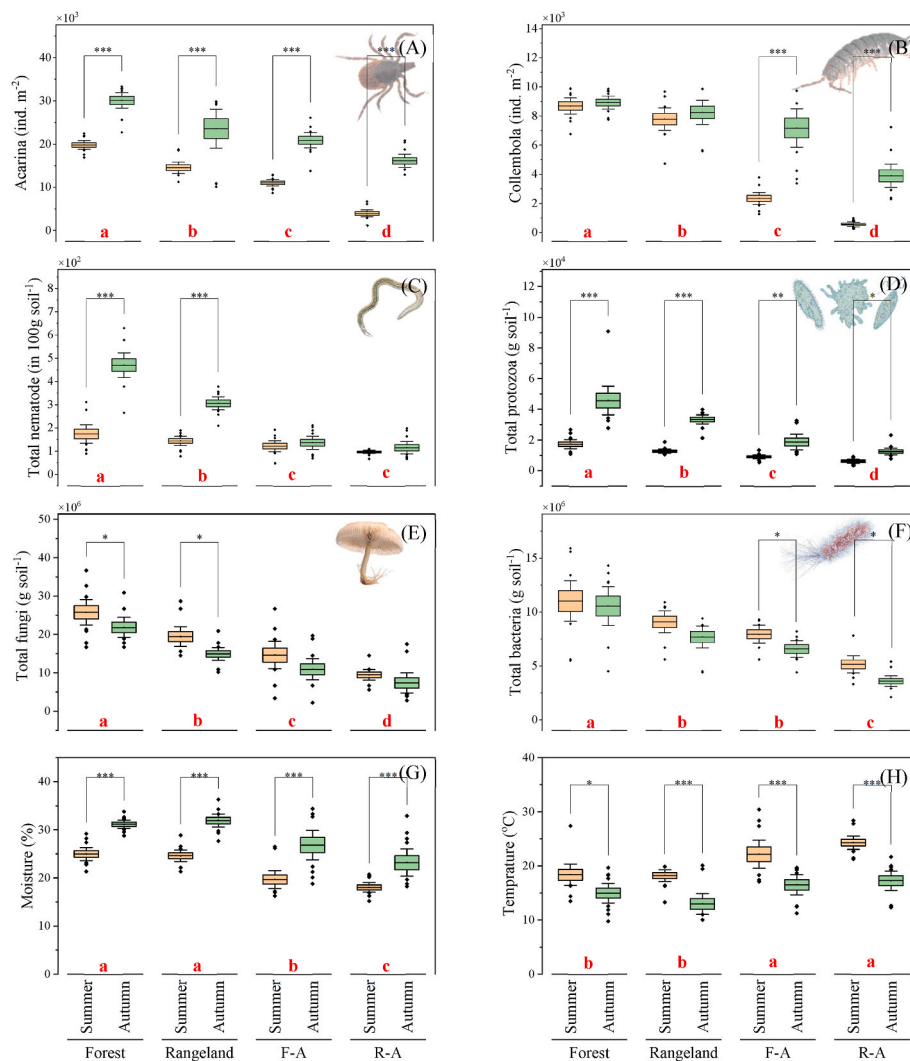 ×10³
(A)
Acarina (ind. m⁻²)
40
30
20
10
0
*** *** *** ***
a b c d
×10³
(B)
Collembola (ind. m⁻²)
12
10
8
6
4
2
0
*** ***
a b c d
×10²
(C)
Total nematode (in 100g soil⁻¹)
8
7
6
5
4
3
2
1
0
*** ***
a b c c
×10⁴
(D)
Total protozoa (g soil⁻¹)
12
10
8
6
4
2
0
*** *** ** *
a b c d
×10⁶
(E)
Total fungi (g soil⁻¹)
50
40
30
20
10
0
* *
a b c d
×10⁶
(F)
Total bacteria (g soil⁻¹)
15
10
5
0
* *
a b b c
(G)
Moisture (%)
40
30
20
10
0
*** *** *** ***
a a b c
Summer Autumn Summer Autumn Summer Autumn Summer Autumn
Forest Rangeland F-A R-A
(H)
Temprature (°C)
40
30
20
10
0
* *** *** ***
b b a a
Summer Autumn Summer Autumn Summer Autumn Summer Autumn
Forest Rangeland F-A R-A